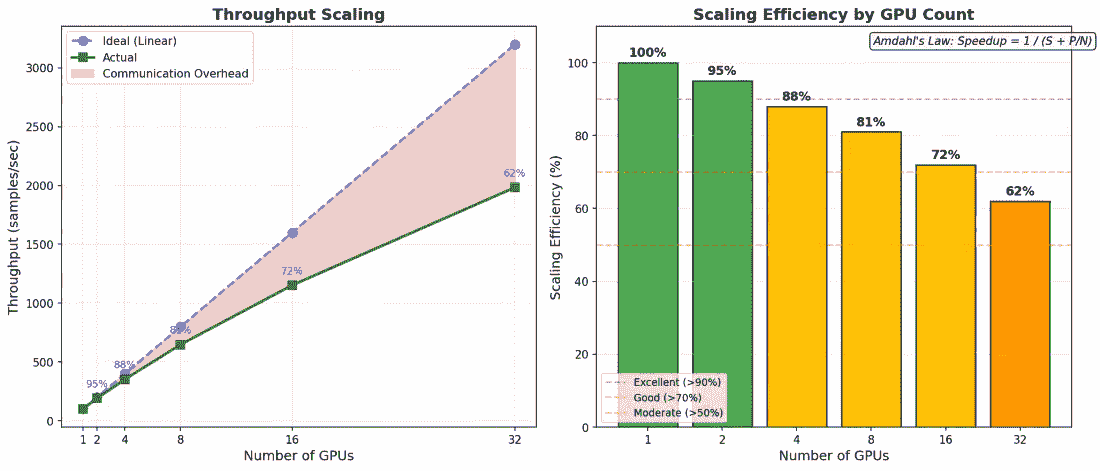 Throughput Scaling
Ideal (Linear)
Actual
Communication Overhead
Throughput (samples/sec)
3000
2500
2000
1500
1000
500
0
95%
88%
81%
72%
62%
1 2 4 8 16 32
Number of GPUs
Scaling Efficiency by GPU Count
Amdahl's Law: Speedup = 1 / (S + P/N)
Scaling Efficiency (%)
100
80
60
40
20
0
100%
95%
88%
81%
72%
62%
Excellent (>90%)
Good (>70%)
Moderate (>50%)
1 2 4 8 16 32
Number of GPUs